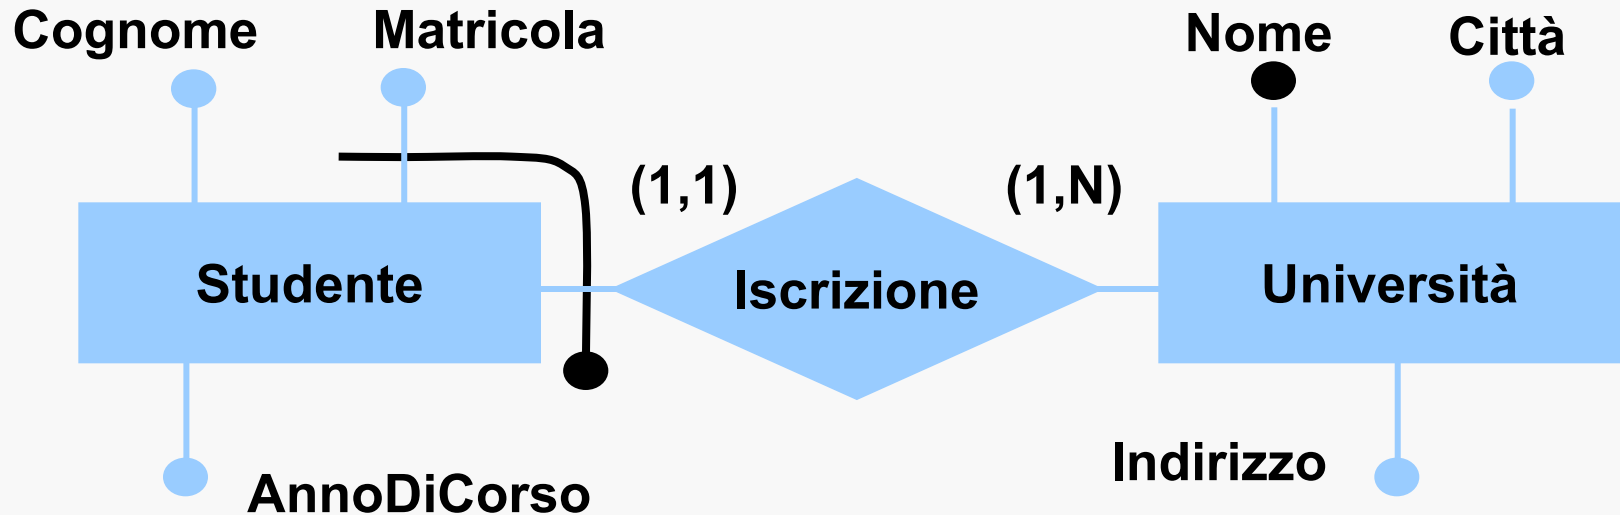 Cognome
Matricola
Nome
Città
(1,1)
(1,N)
Studente
Iscrizione
Università
Indirizzo
AnnoDiCorso